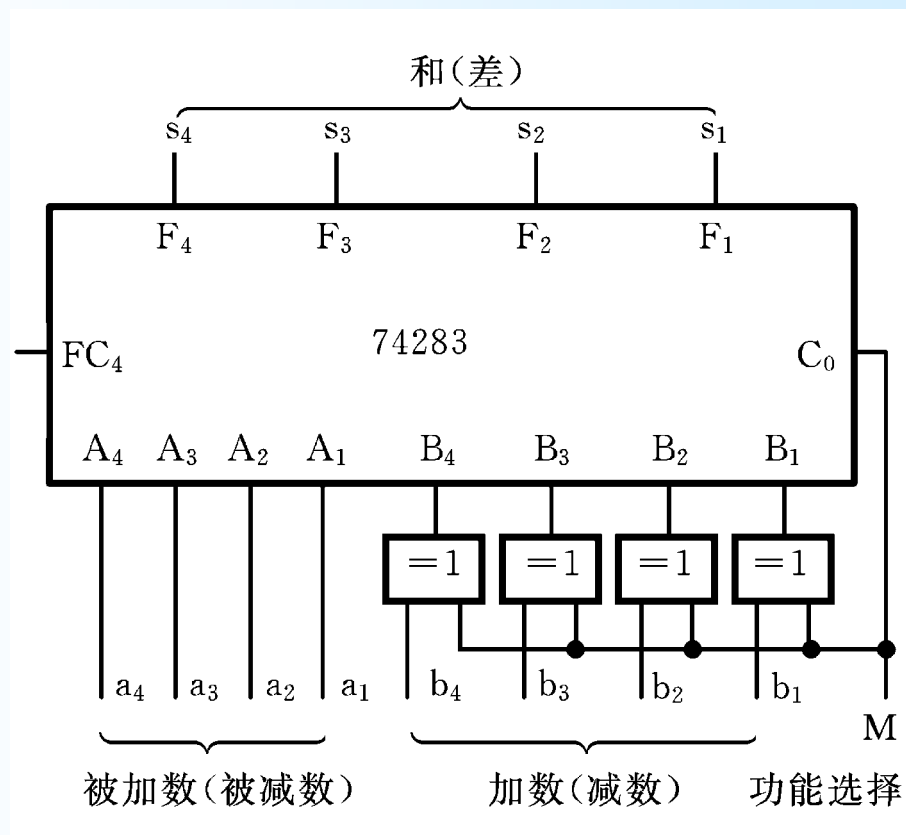 和(差)
s₄ s₃ s₂ s₁
F₄ F₃ F₂ F₁
FC₄ 74283 C₀
A₄ A₃ A₂ A₁ B₄ B₃ B₂ B₁
=1 =1 =1 =1
a₄ a₃ a₂ a₁ b₄ b₃ b₂ b₁
M
被加数(被减数) 加数(减数) 功能选择